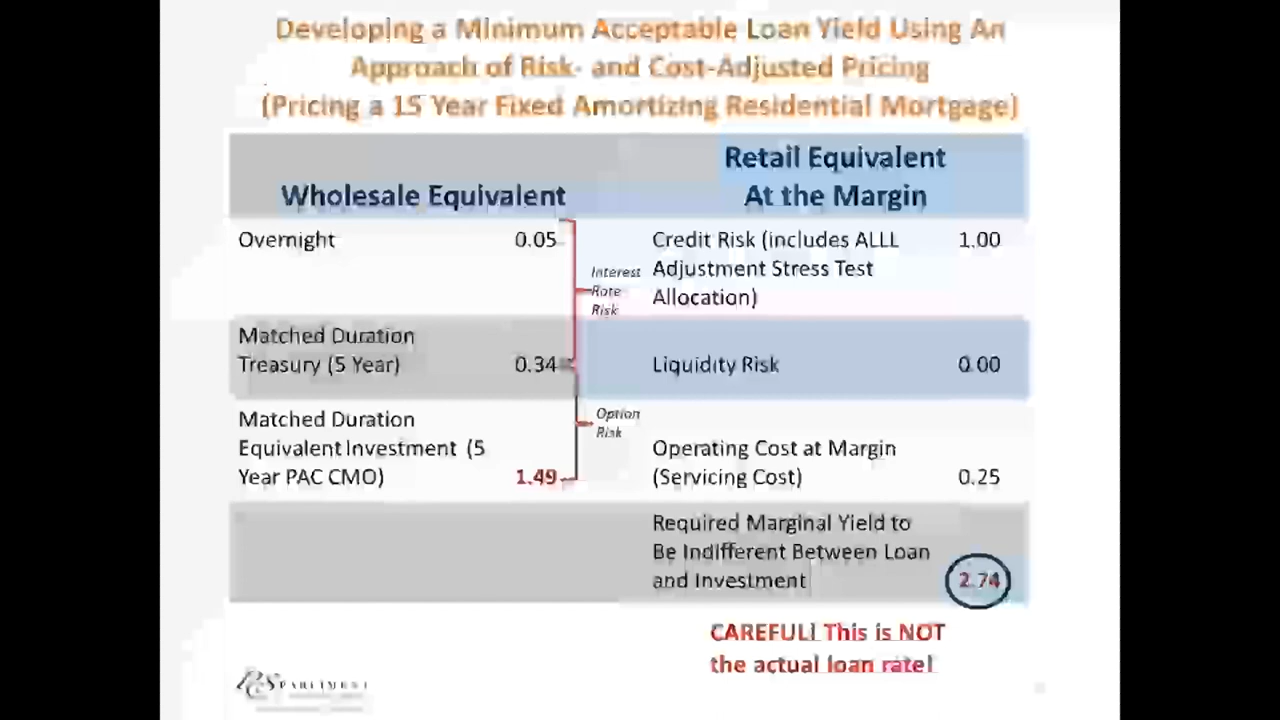 Developing a Minimum Acceptable Loan Yield Using An
Approach of Risk- and Cost-Adjusted Pricing
(Pricing a 15 Year Fixed Amortizing Residential Mortgage)
Wholesale Equivalent
Retail Equivalent
At the Margin
Overnight 0.05
Interest
Rate
Risk
Credit Risk (includes ALLL 1.00
Adjustment Stress Test
Allocation)
Matched Duration
Treasury (5 Year) 0.34
Liquidity Risk 0.00
Option
Risk
Matched Duration
Equivalent Investment (5
Year PAC CMO) 1.49
Operating Cost at Margin
(Servicing Cost) 0.25
Required Marginal Yield to
Be Indifferent Between Loan
and Investment 2.74
CAREFUL! This is NOT
the actual loan rate!